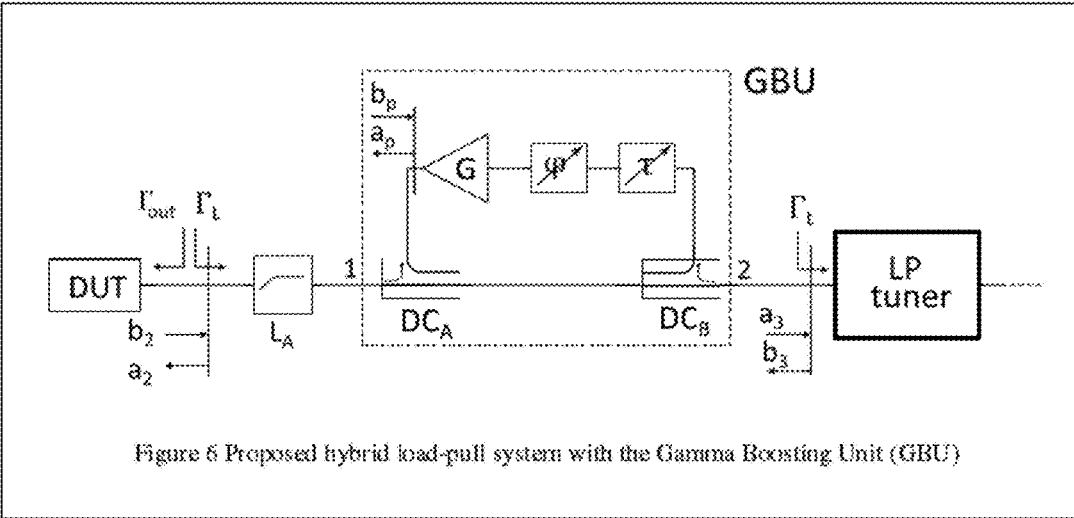 GBU
b_p
a_p
G
φ
τ
Γ_out Γ_L
Γ_t
1
2
DUT
LP
tuner
DC_A
DC_B
L_A
b_2
a_2
a_3
b_3
Figure 6 Proposed hybrid load-pull system with the Gamma Boosting Unit (GBU)